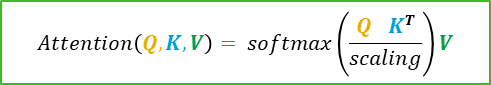 Attention(Q,K,V) = softmax(Q K^T / scaling)V